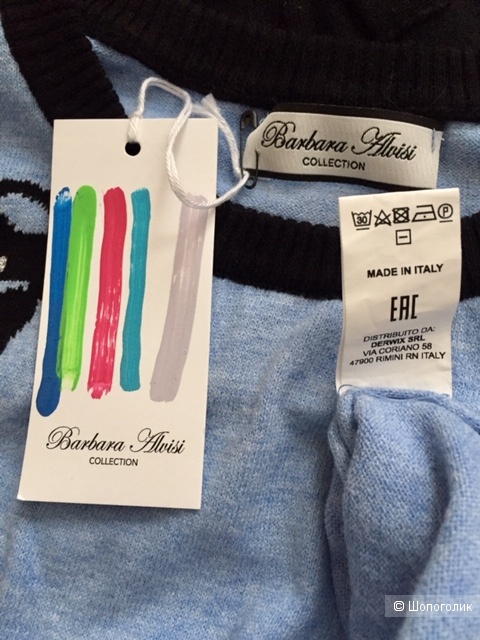 Barbara Alvisi
COLLECTION
Barbara Alvisi
COLLECTION
30
P
MADE IN ITALY
EAC
DISTRIBUITO DA:
DERWIX SRL
VIA CORIANO 58
47900 RIMINI RN ITALY
© Шопоголик